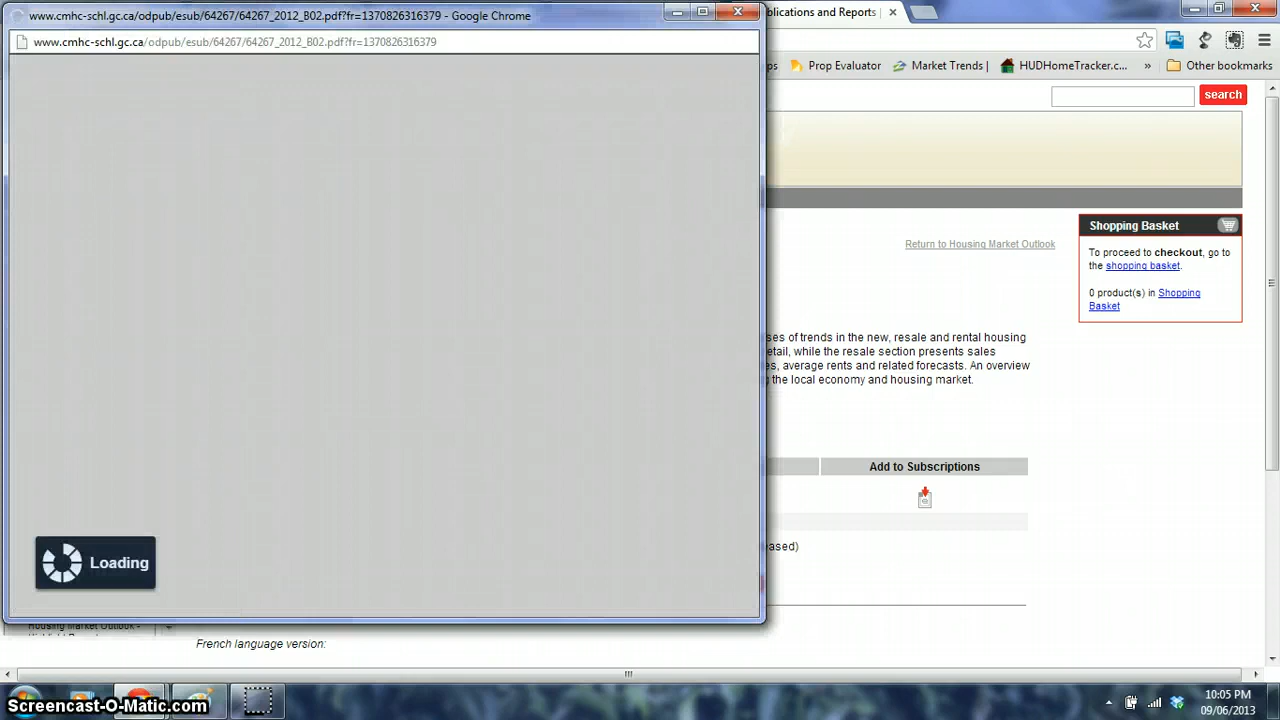 www.cmhc-schl.gc.ca/odpub/esub/64267/64267_2012_B02.pdf?fr=1370826316379 - Google Chrome
blications and Reports
www.cmhc-schl.gc.ca/odpub/esub/64267/64267_2012_B02.pdf?fr=1370826316379
ps
Prop Evaluator
Market Trends |
HUDHomeTracker.c...
»
Other bookmarks
search
Shopping Basket
Return to Housing Market Outlook
To proceed to checkout, go to
the shopping basket.
0 product(s) in Shopping
Basket
ses of trends in the new, resale and rental housing
etail, while the resale section presents sales
es, average rents and related forecasts. An overview
g the local economy and housing market.
Add to Subscriptions
eased)
Loading
Housing Market Outlook -
French language version:
10:05 PM
09/06/2013
Screencast-O-Matic.com